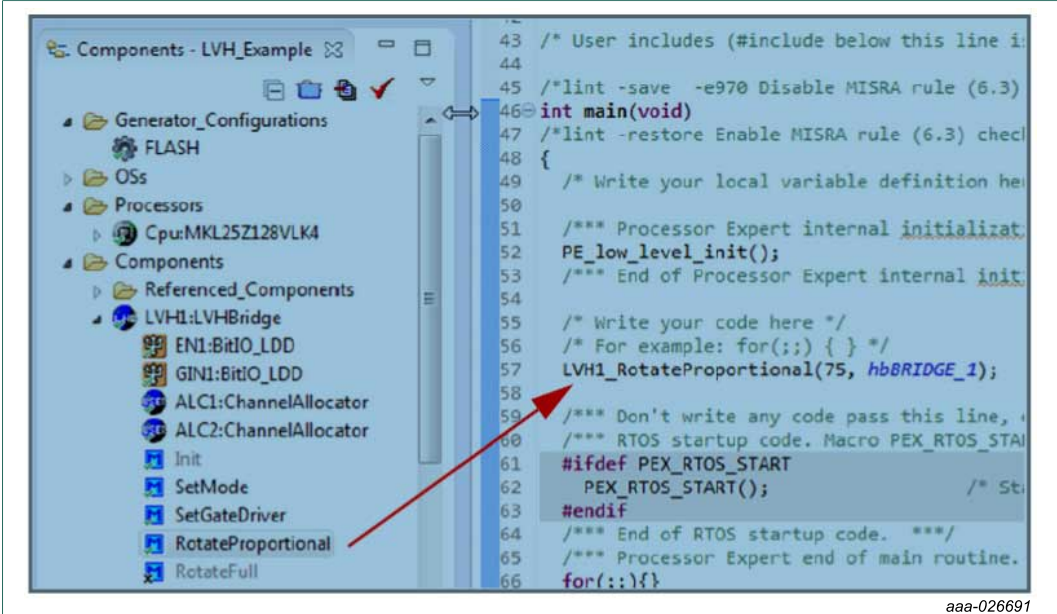 Components - LVH_Example
Generator_Configurations
FLASH
OSs
Processors
Cpu:MKL25Z128VLK4
Components
Referenced_Components
LVH1:LVHBridge
EN1:BitIO_LDD
GIN1:BitIO_LDD
ALC1:ChannelAllocator
ALC2:ChannelAllocator
Init
SetMode
SetGateDriver
RotateProportional
RotateFull
43 /* User includes (#include below this line i
44
45 /*lint -save -e970 Disable MISRA rule (6.3)
46 int main(void)
47 /*lint -restore Enable MISRA rule (6.3) chec
48 {
49 /* Write your local variable definition he
50
51 /*** Processor Expert internal initializat
52 PE_low_level_init();
53 /*** End of Processor Expert internal init
54
55 /* Write your code here */
56 /* For example: for(;;) { } */
57 LVH1_RotateProportional(75, hbBRIDGE_1);
58
59 /*** Don't write any code pass this line,
60 /*** RTOS startup code. Macro PEX_RTOS_STA
61 #ifdef PEX_RTOS_START
62 PEX_RTOS_START(); /* St
63 #endif
64 /*** End of RTOS startup code. ***/
65 /*** Processor Expert end of main routine.
66 for(;;){}
aaa-026691